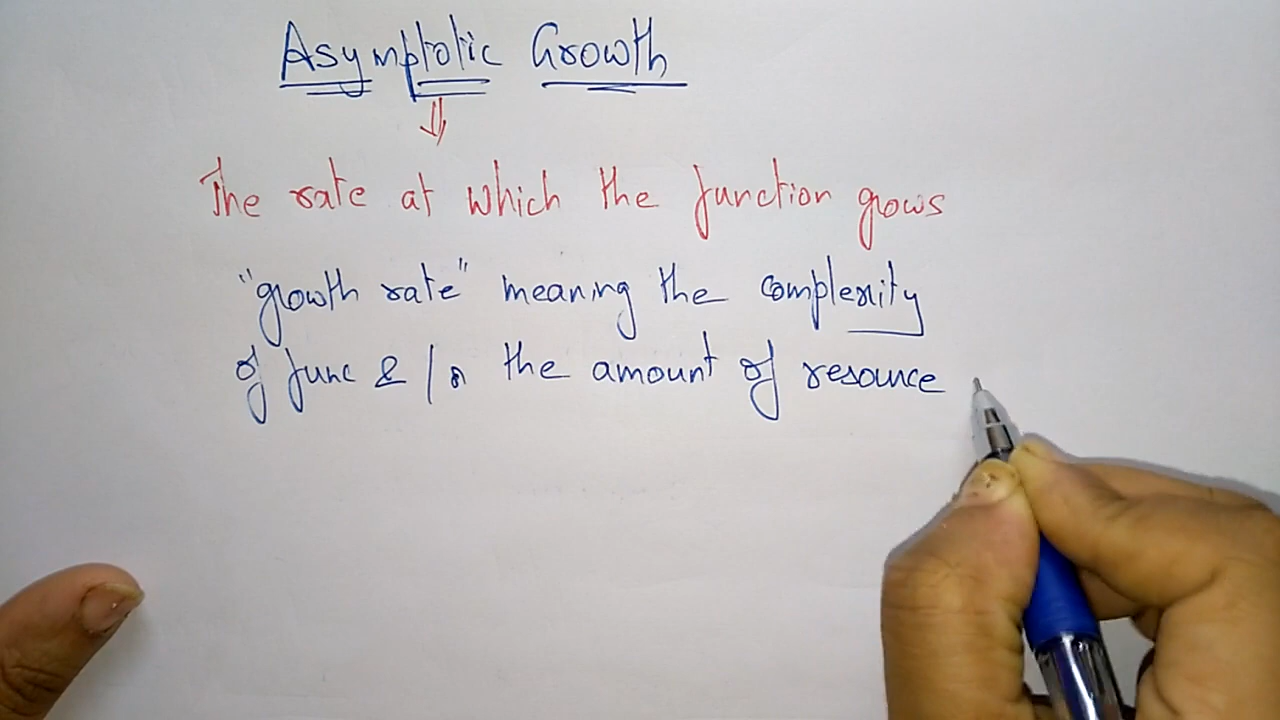 Asymptotic Growth
The rate at which the function grows
"growth rate" meaning the complexity
of func & / or the amount of resource